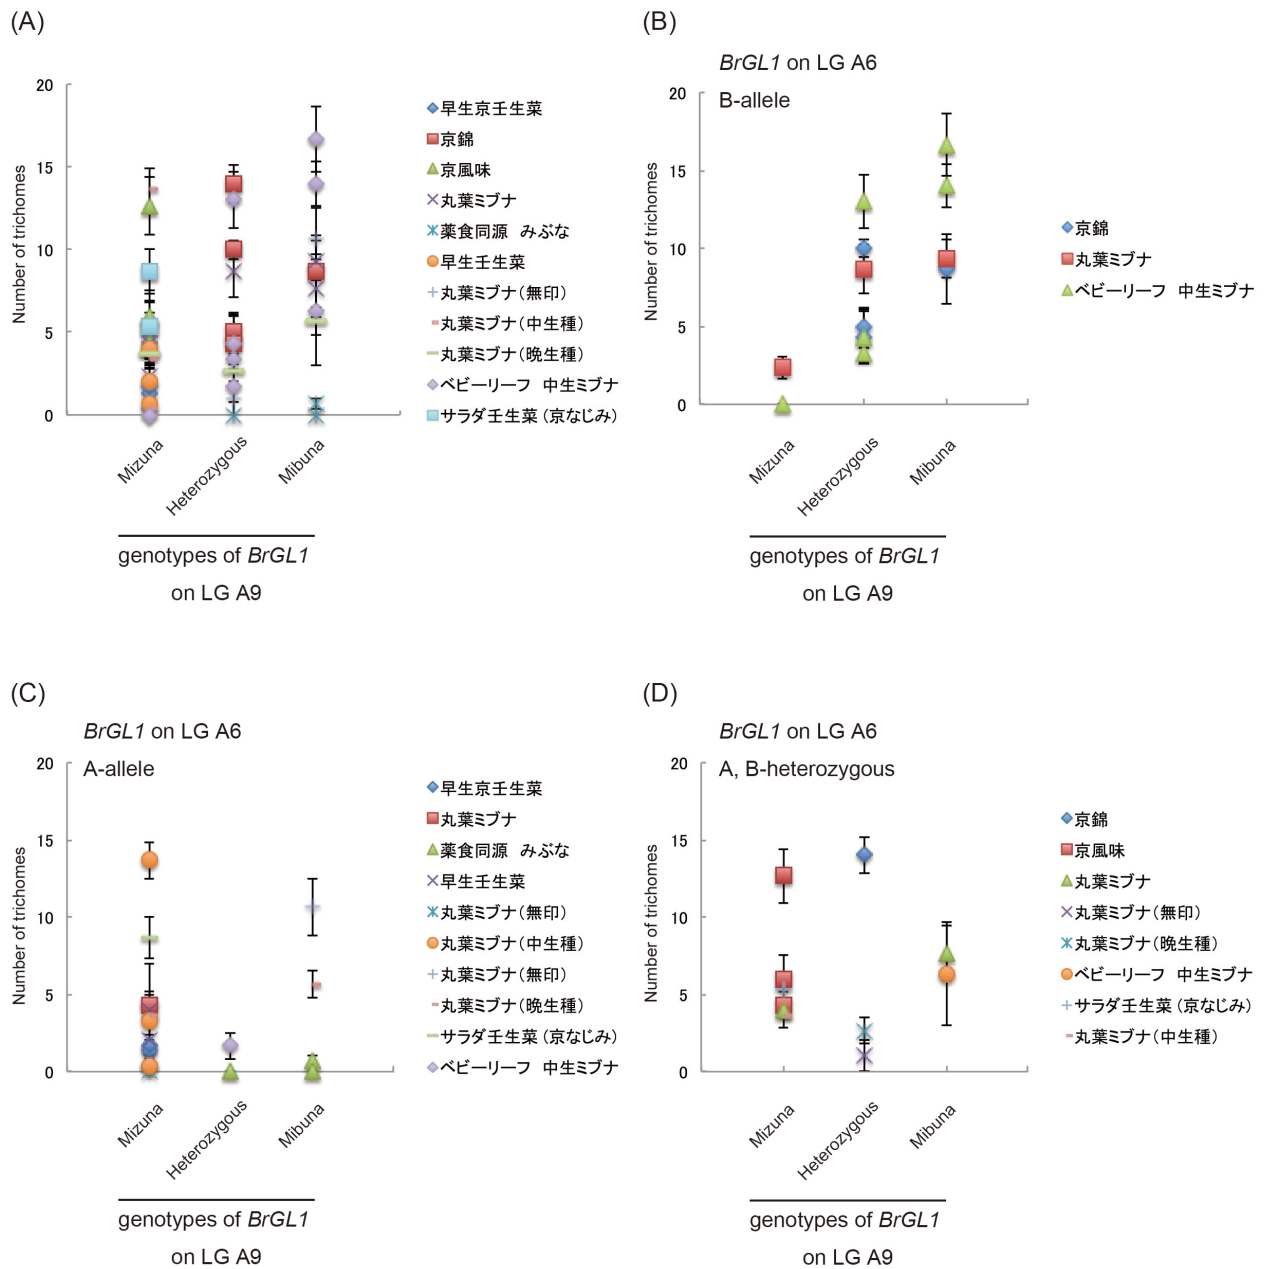 (A)
20
15
10
5
0
Number of trichomes
Mizuna
Heterozygous
Mibuna
genotypes of BrGL1
on LG A9
早生京壬生菜
京錦
京風味
丸葉ミブナ
薬食同源　みぶな
早生壬生菜
丸葉ミブナ（無印）
丸葉ミブナ（中生種）
丸葉ミブナ（晩生種）
ベビーリーフ　中生ミブナ
サラダ壬生菜（京なじみ）
(B)
BrGL1 on LG A6
B-allele
20
15
10
5
0
Number of trichomes
Mizuna
Heterozygous
Mibuna
genotypes of BrGL1
on LG A9
京錦
丸葉ミブナ
ベビーリーフ　中生ミブナ
(C)
BrGL1 on LG A6
A-allele
20
15
10
5
0
Number of trichomes
Mizuna
Heterozygous
Mibuna
genotypes of BrGL1
on LG A9
早生京壬生菜
丸葉ミブナ
薬食同源　みぶな
早生壬生菜
丸葉ミブナ（無印）
丸葉ミブナ（中生種）
丸葉ミブナ（無印）
丸葉ミブナ（晩生種）
サラダ壬生菜（京なじみ）
ベビーリーフ　中生ミブナ
(D)
BrGL1 on LG A6
A, B-heterozygous
20
15
10
5
0
Number of trichomes
Mizuna
Heterozygous
Mibuna
genotypes of BrGL1
on LG A9
京錦
京風味
丸葉ミブナ
丸葉ミブナ（無印）
丸葉ミブナ（晩生種）
ベビーリーフ　中生ミブナ
サラダ壬生菜（京なじみ）
丸葉ミブナ（中生種）